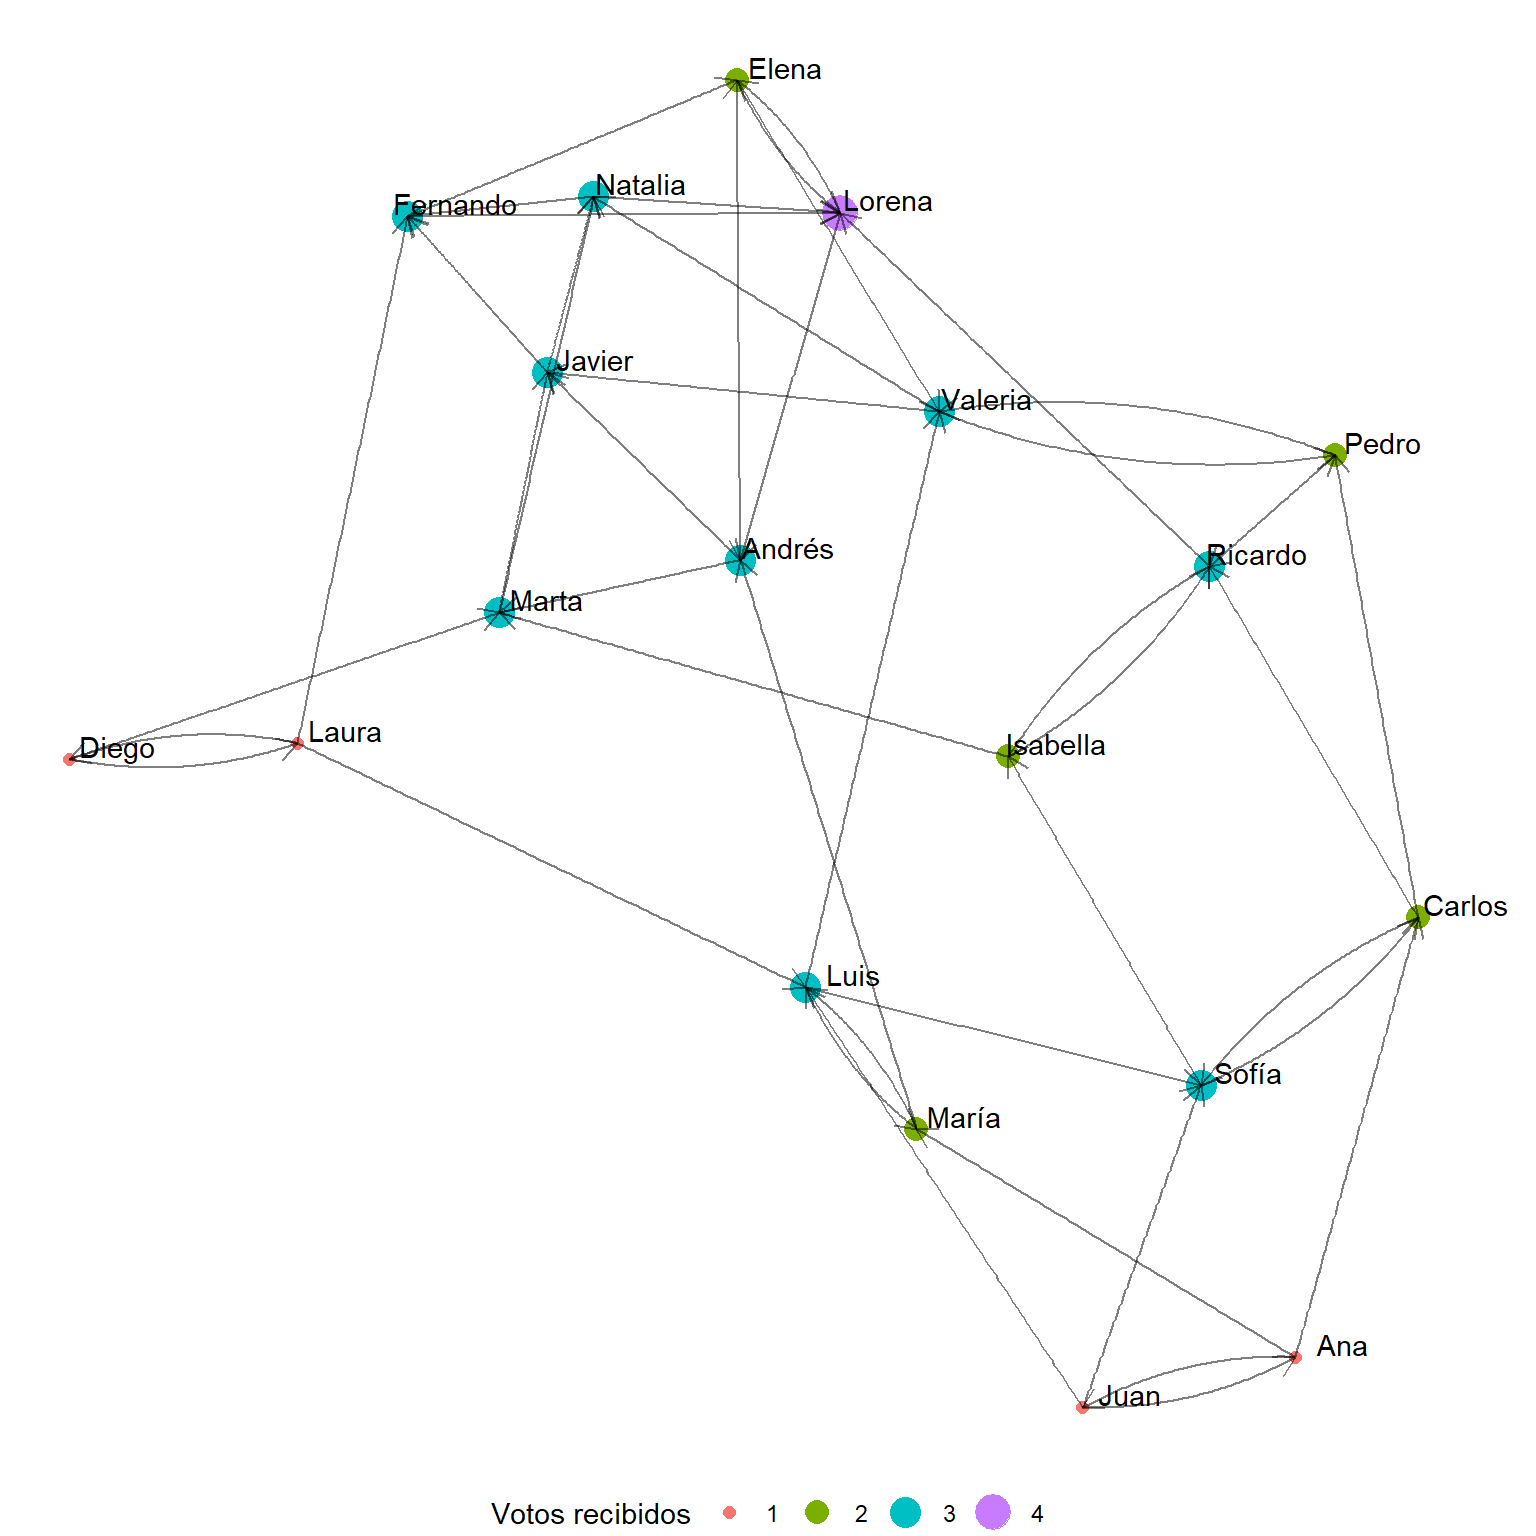 Elena
Natalia
Fernando
Lorena
Javier
Valeria
Pedro
Andrés
Ricardo
Marta
Laura
Diego
Isabella
Carlos
Luis
Sofía
María
Ana
Juan
Votos recibidos 1 2 3 4